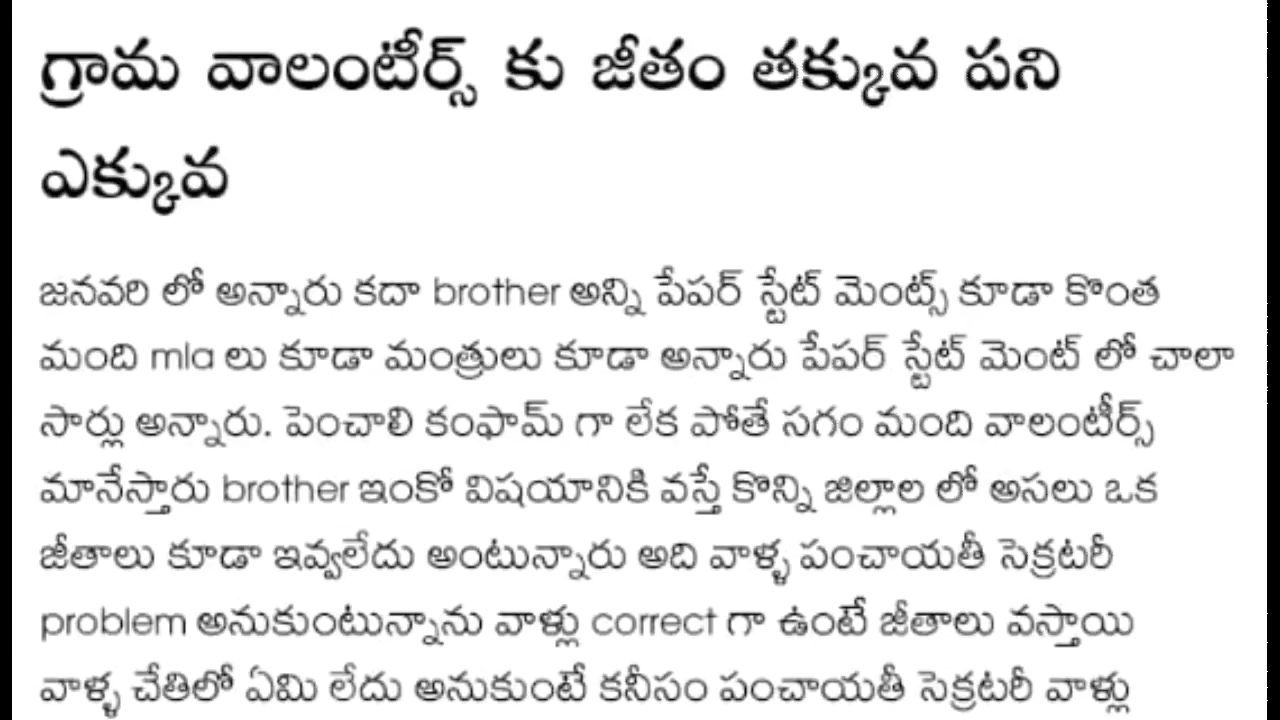 గ్రామ వాలంటీర్స్ కు జీతం తక్కువ పని
ఎక్కువ
జనవరి లో అన్నారు కదా brother అన్ని పేపర్ స్టేట్ మెంట్స్ కూడా కొంత
మంది mla లు కూడా మంత్రులు కూడా అన్నారు పేపర్ స్టేట్ మెంట్ లో చాలా
సార్లు అన్నారు. పెంచాలి కంఫామ్ గా లేక పోతే సగం మంది వాలంటీర్స్
మానేస్తారు brother ఇంకో విషయానికి వస్తే కొన్ని జిల్లాల లో అసలు ఒక
జీతాలు కూడా ఇవ్వలేదు అంటున్నారు అది వాళ్ళ పంచాయతీ సెక్రటరీ
problem అనుకుంటున్నాను వాళ్లు correct గా ఉంటే జీతాలు వస్తాయి
వాళ్ళ చేతిలో ఏమి లేదు అనుకుంటే కనీసం పంచాయతీ సెక్రటరీ వాళ్లు